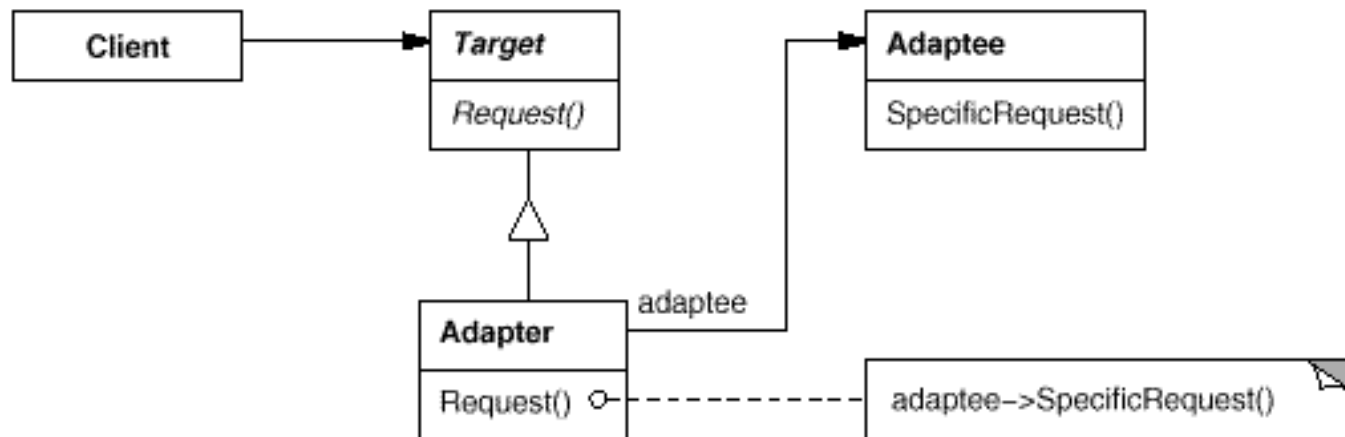 Client
Target
Request()
Adaptee
SpecificRequest()
adaptee
Adapter
Request()
adaptee–>SpecificRequest()